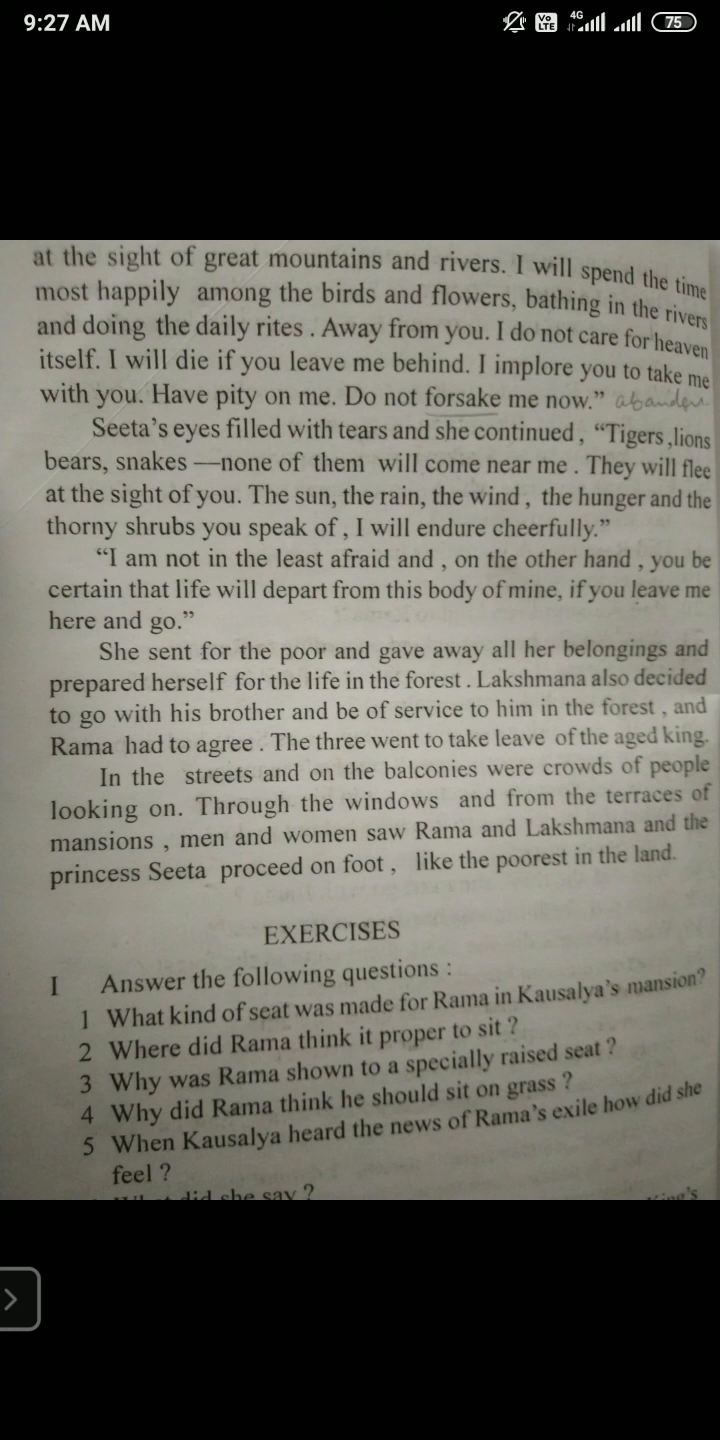 9:27 AM Vo LTE 4G 75
at the sight of great mountains and rivers. I will spend the time
most happily among the birds and flowers, bathing in the rivers
and doing the daily rites . Away from you. I do not care for heaven
itself. I will die if you leave me behind. I implore you to take me
with you. Have pity on me. Do not forsake me now.” abandon
Seeta’s eyes filled with tears and she continued , “Tigers ,lions
bears, snakes —none of them will come near me . They will flee
at the sight of you. The sun, the rain, the wind , the hunger and the
thorny shrubs you speak of , I will endure cheerfully.”
“I am not in the least afraid and , on the other hand , you be
certain that life will depart from this body of mine, if you leave me
here and go.”
She sent for the poor and gave away all her belongings and
prepared herself for the life in the forest . Lakshmana also decided
to go with his brother and be of service to him in the forest , and
Rama had to agree . The three went to take leave of the aged king.
In the streets and on the balconies were crowds of people
looking on. Through the windows and from the terraces of
mansions , men and women saw Rama and Lakshmana and the
princess Seeta proceed on foot , like the poorest in the land.
EXERCISES
I Answer the following questions :
1 What kind of seat was made for Rama in Kausalya’s mansion?
2 Where did Rama think it proper to sit ?
3 Why was Rama shown to a specially raised seat ?
4 Why did Rama think he should sit on grass ?
5 When Kausalya heard the news of Rama’s exile how did she
feel ?
did she say ?